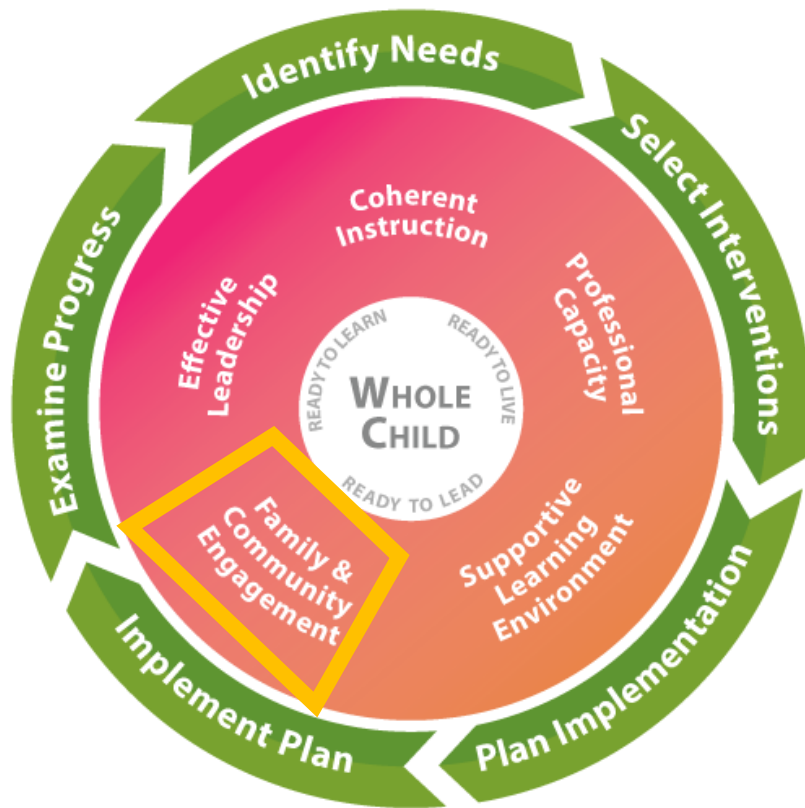 Identify Needs
Select Interventions
Plan Implementation
Implement Plan
Examine Progress
Coherent
Instruction
Professional
Capacity
Supportive
Learning
Environment
Family &
Community
Engagement
Effective
Leadership
READY TO LEARN
READY TO LIVE
READY TO LEAD
WHOLE
CHILD